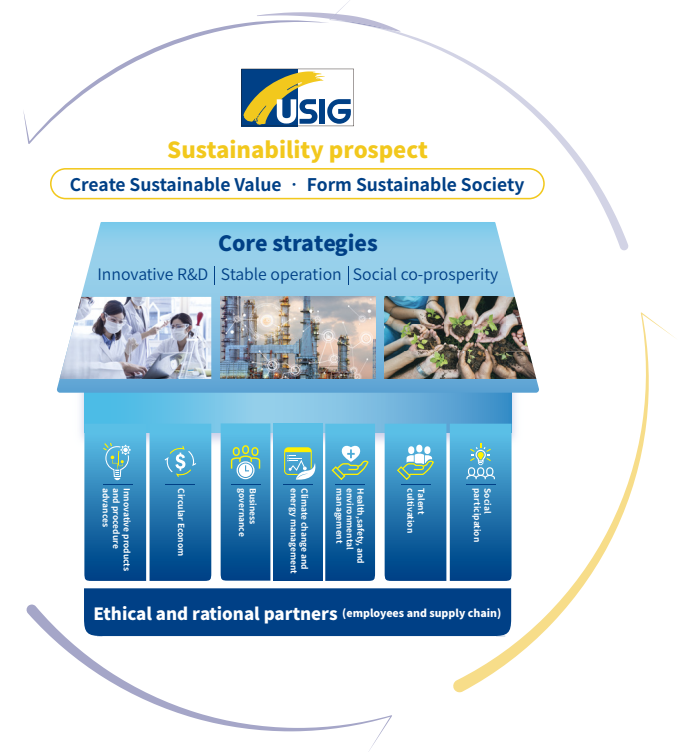 USIG
Sustainability prospect
Create Sustainable Value · Form Sustainable Society
Core strategies
Innovative R&D | Stable operation | Social co-prosperity
Innovative products
and procedure
advances
Circular Econom
Business
governance
Climate change and
energy management
Health,safety, and
environmental
management
Talent
cultivation
Social
participation
Ethical and rational partners (employees and supply chain)